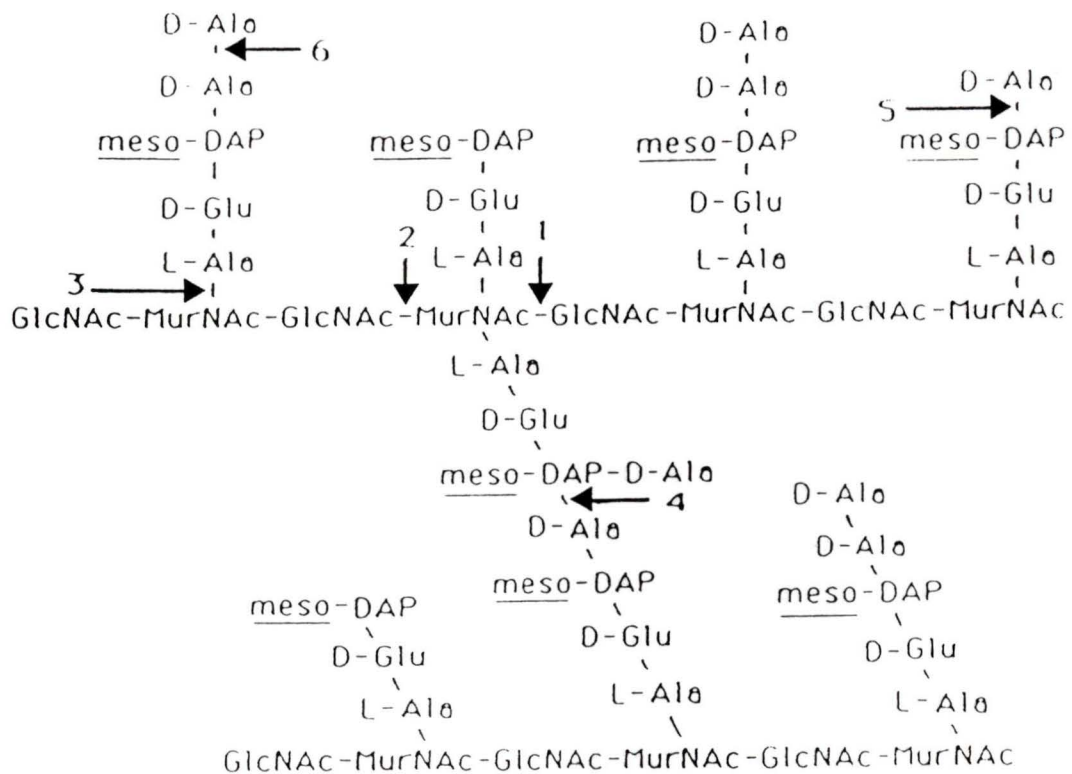 D-Ala
6
D-Ala D-Ala
D-Ala D-Ala D-Ala
5
meso-DAP meso-DAP meso-DAP meso-DAP
D-Glu D-Glu D-Glu D-Glu
2 1
L-Ala L-Ala L-Ala L-Ala
3
GlcNAc-MurNAc-GlcNAc-MurNAc-GlcNAc-MurNAc-GlcNAc-MurNAc
L-Ala
D-Glu
meso-DAP-D-Ala
4
D-Ala D-Ala
D-Ala
meso-DAP meso-DAP meso-DAP
D-Glu D-Glu D-Glu
L-Ala L-Ala L-Ala
GlcNAc-MurNAc-GlcNAc-MurNAc-GlcNAc-MurNAc